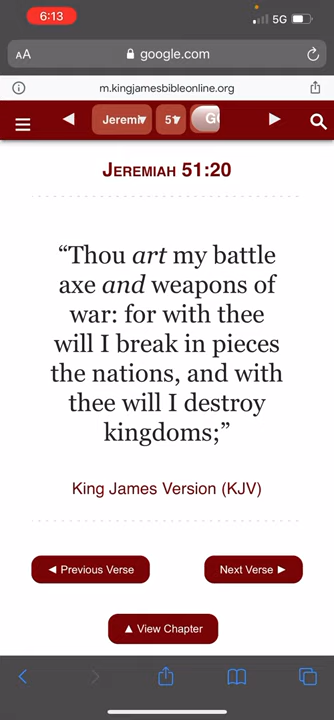 6:13
5G
AA
google.com
m.kingjamesbibleonline.org
Jeremi
51
JEREMIAH 51:20
“Thou art my battle
axe and weapons of
war: for with thee
will I break in pieces
the nations, and with
thee will I destroy
kingdoms;”
King James Version (KJV)
◄ Previous Verse
Next Verse ►
▲ View Chapter